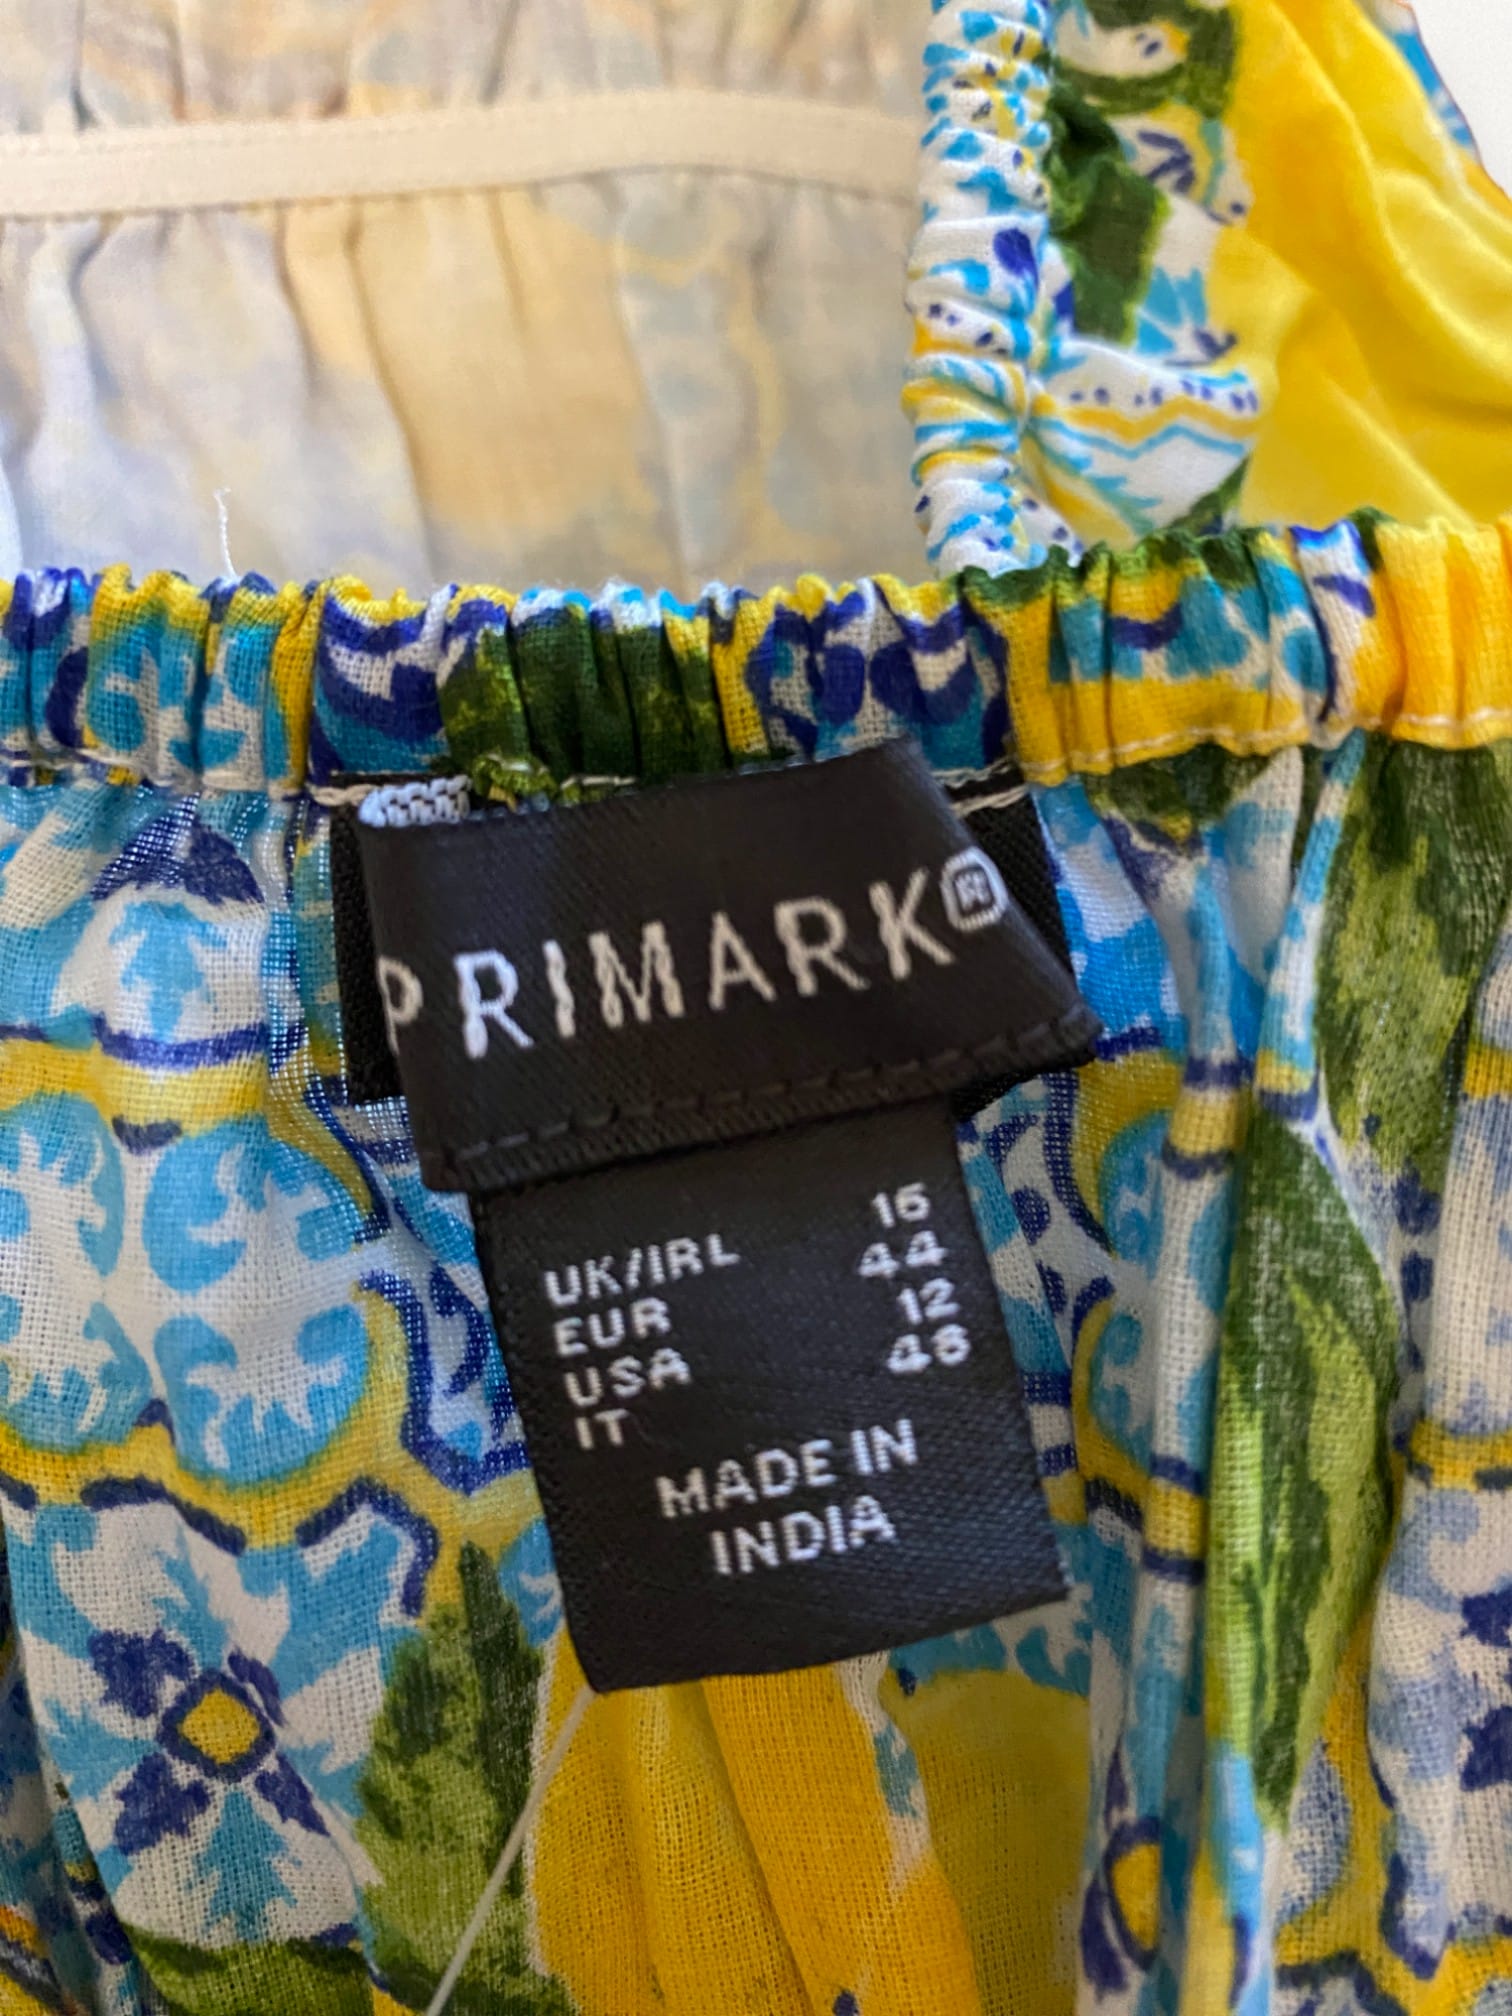 PRIMARK®
UK/IRL 16
EUR 44
USA 12
IT 48
MADE IN
INDIA